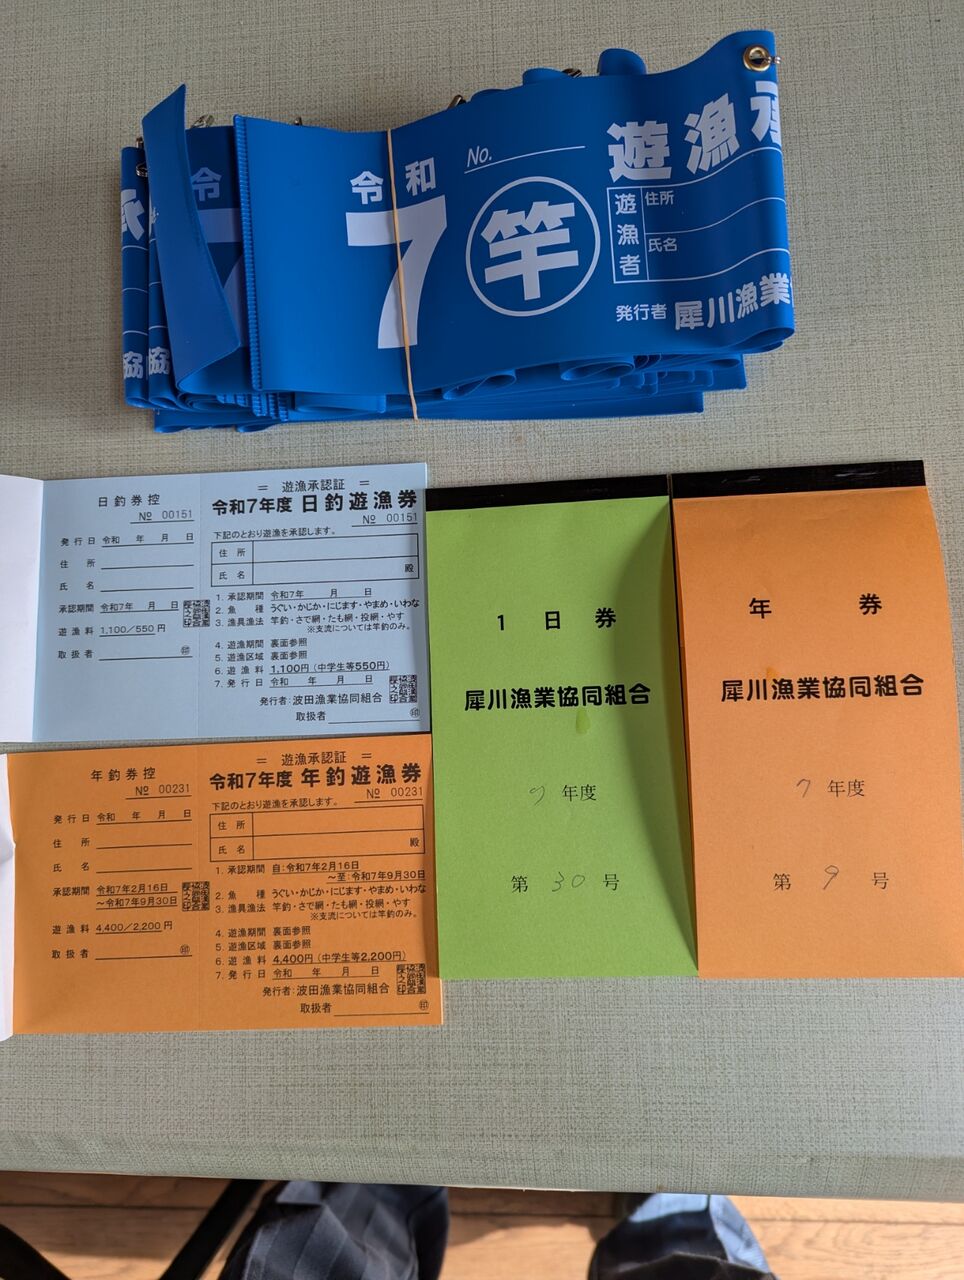 令和
7
No.
竿
遊漁承
遊漁者
住所
氏名
発行者 犀川漁業
令
7
協
協
日釣券控
No 00151
発行日 令和 年 月 日
住所
氏名
承認期間 令和7年 月 日
遊漁料 1,100/550円
取扱者 ㊞
= 遊漁承認証 =
令和7年度 日釣遊漁券
No 00151
下記のとおり遊漁を承認します。
住所
氏名 殿
1. 承認期間 令和7年 月 日
2. 魚種 うぐい・かじか・にじます・やまめ・いわな
3. 漁具漁法 竿釣・さで網・たも網・投網・やす
※支流については竿釣のみ。
4. 遊漁期間 裏面参照
5. 遊漁区域 裏面参照
6. 遊漁料 1,100円(中学生等550円)
7. 発行日 令和 年 月 日
発行者:波田漁業協同組合
取扱者 ㊞
年釣券控
No 00231
発行日 令和 年 月 日
住所
氏名
承認期間 令和7年2月16日
~令和7年9月30日
遊漁料 4,400/2,200円
取扱者 ㊞
= 遊漁承認証 =
令和7年度 年釣遊漁券
No 00231
下記のとおり遊漁を承認します。
住所
氏名 殿
1. 承認期間 自:令和7年2月16日
~至:令和7年9月30日
2. 魚種 うぐい・かじか・にじます・やまめ・いわな
3. 漁具漁法 竿釣・さで網・たも網・投網・やす
※支流については竿釣のみ。
4. 遊漁期間 裏面参照
5. 遊漁区域 裏面参照
6. 遊漁料 4,400円(中学生等2,200円)
7. 発行日 令和 年 月 日
発行者:波田漁業協同組合
取扱者 ㊞
1日券
犀川漁業協同組合
7年度
第30号
年券
犀川漁業協同組合
7年度
第9号